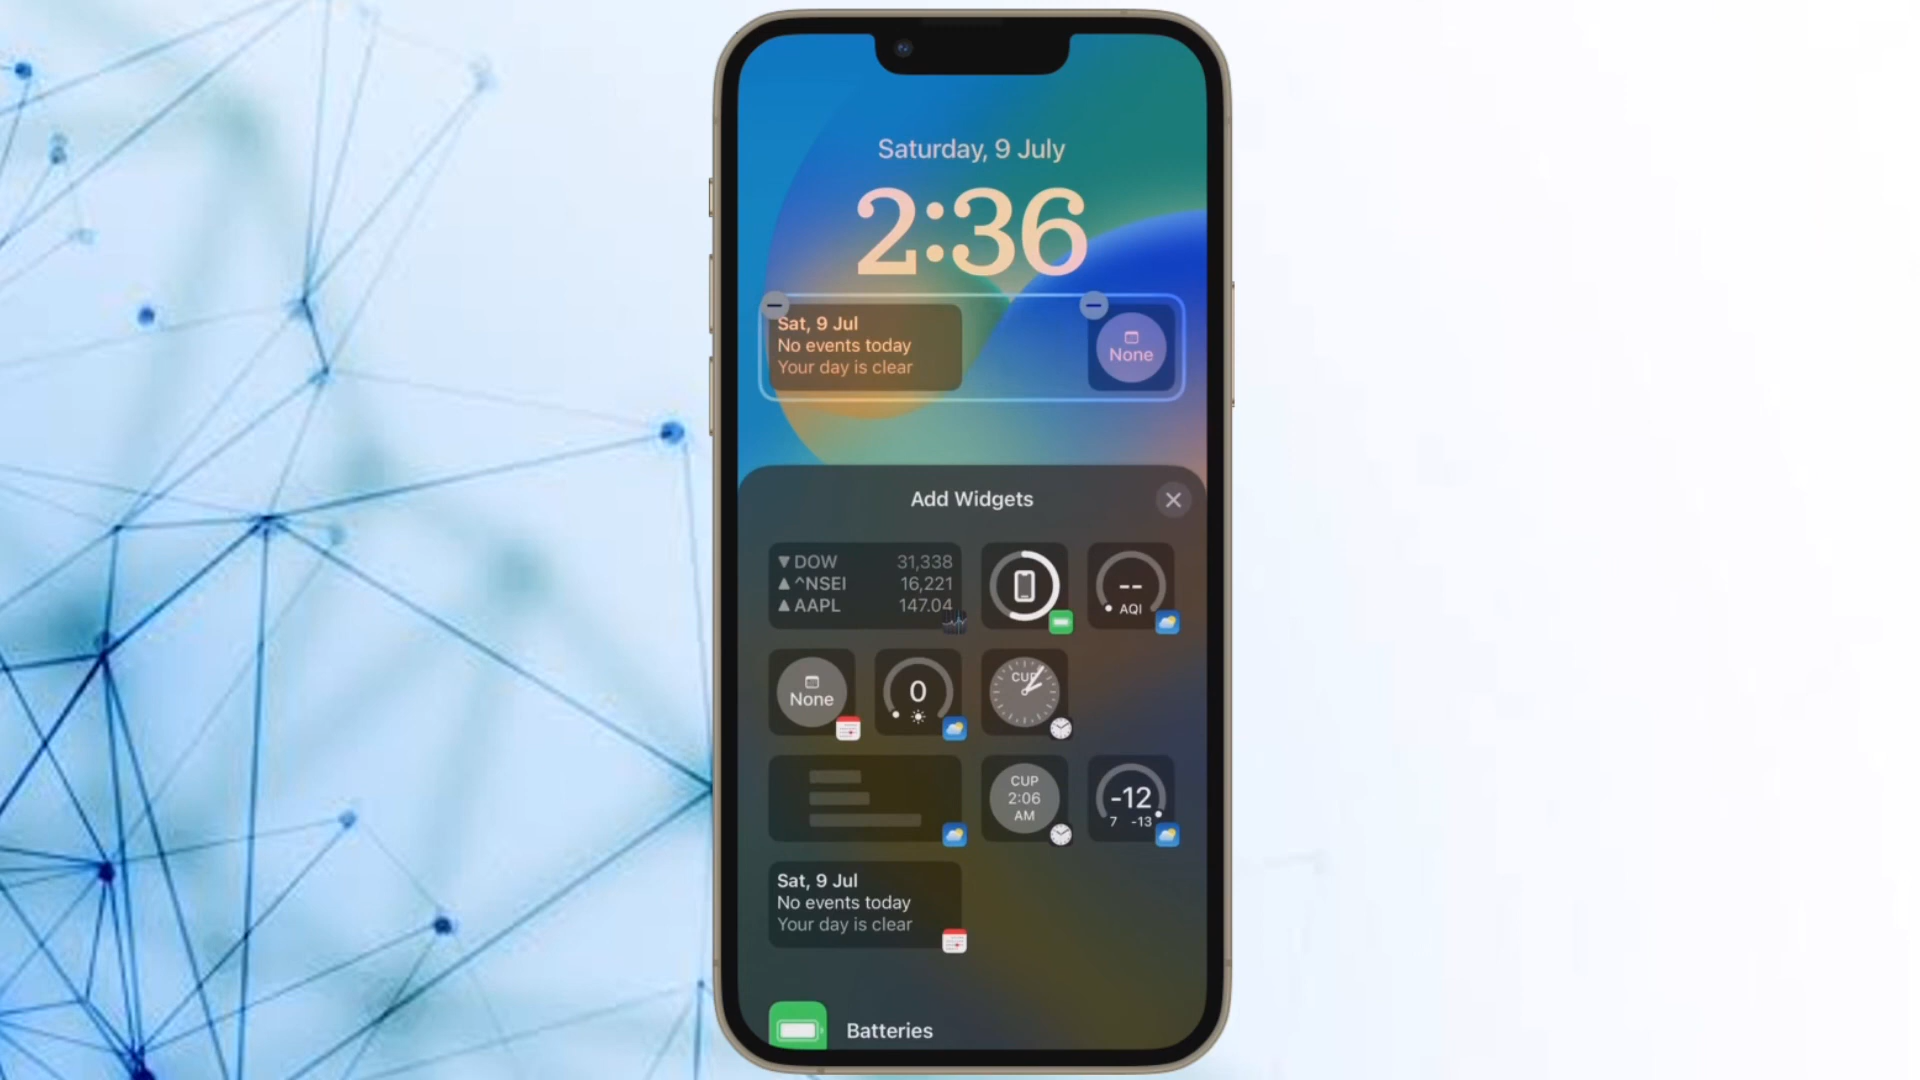 Saturday, 9 July
2:36
Sat, 9 Jul
No events today
Your day is clear
None
Add Widgets
▼ DOW 31,338
▲ ^NSEI 16,221
▲ AAPL 147.04
--
AQI
None
0
CUP
CUP
2:06
AM
-12
7 -13
Sat, 9 Jul
No events today
Your day is clear
Batteries